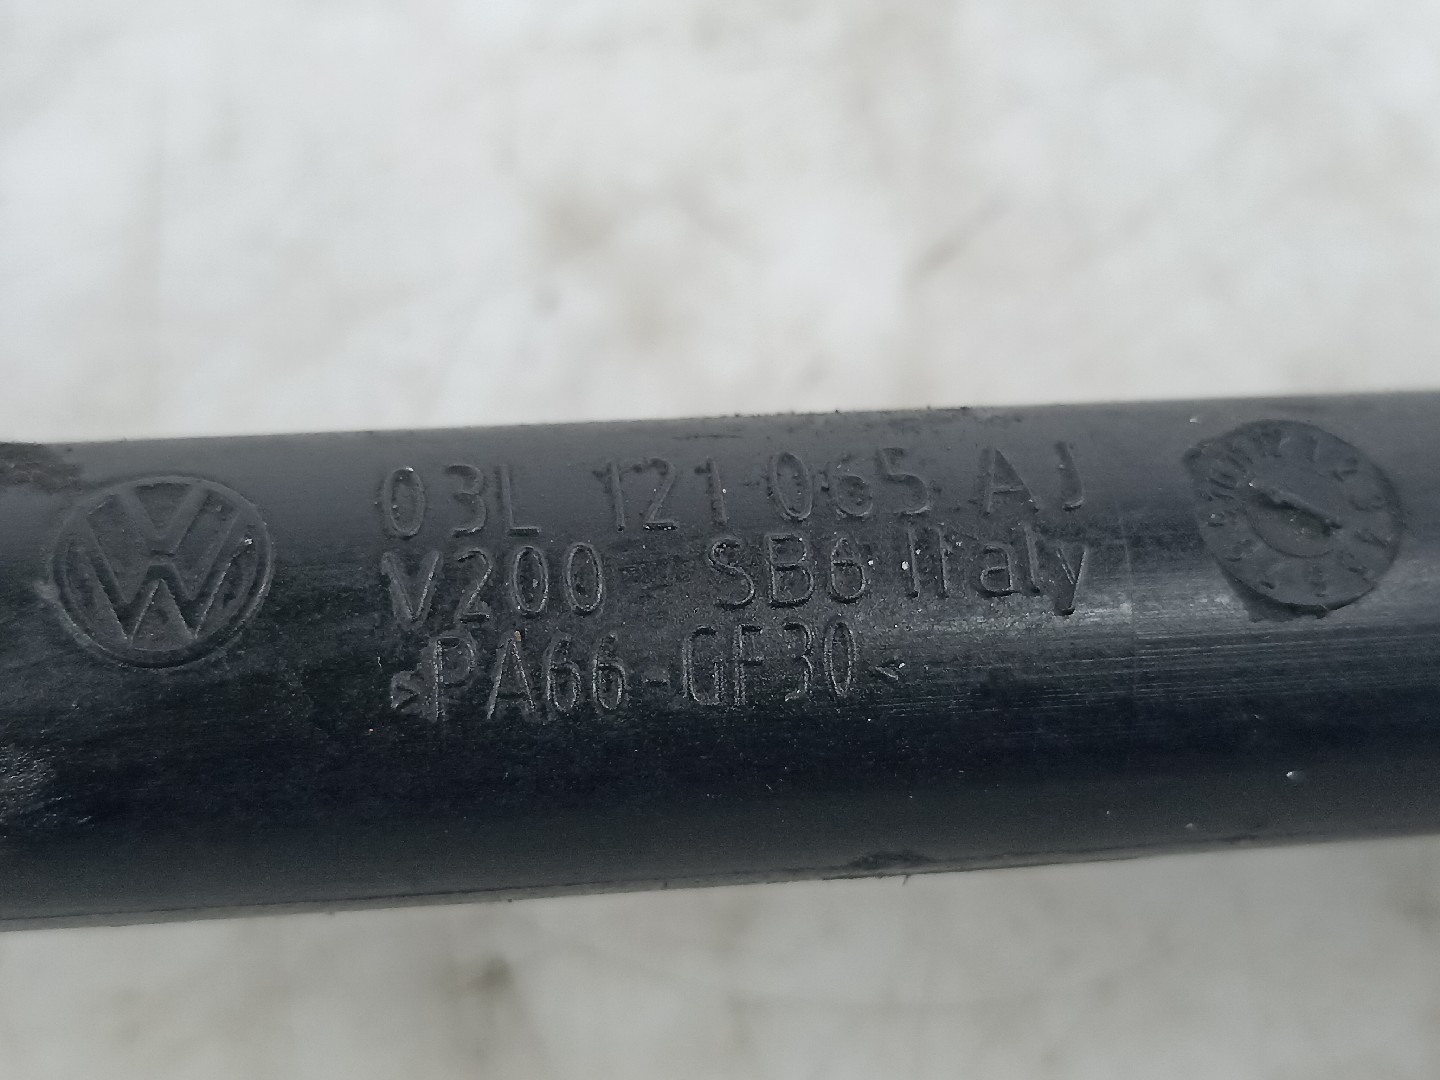 03L 121 065 AJ
V200 SB6 Italy
>PA66-GF30<